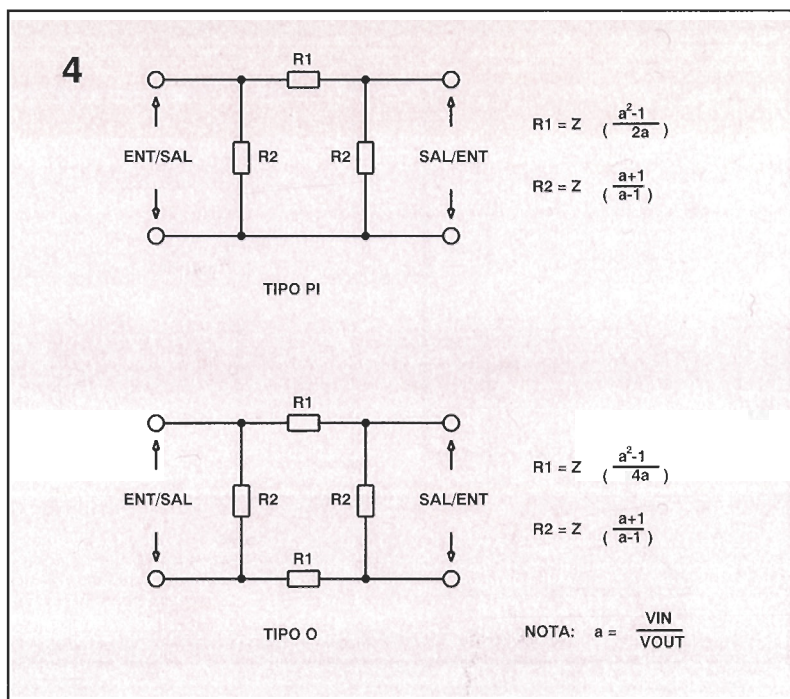 4
R1
ENT/SAL R2 R2 SAL/ENT
R1 = Z (a²-1/2a)
R2 = Z (a+1/a-1)
TIPO PI
R1
ENT/SAL R2 R2 SAL/ENT
R1
R1 = Z (a²-1/4a)
R2 = Z (a+1/a-1)
TIPO O
NOTA: a = VIN/VOUT